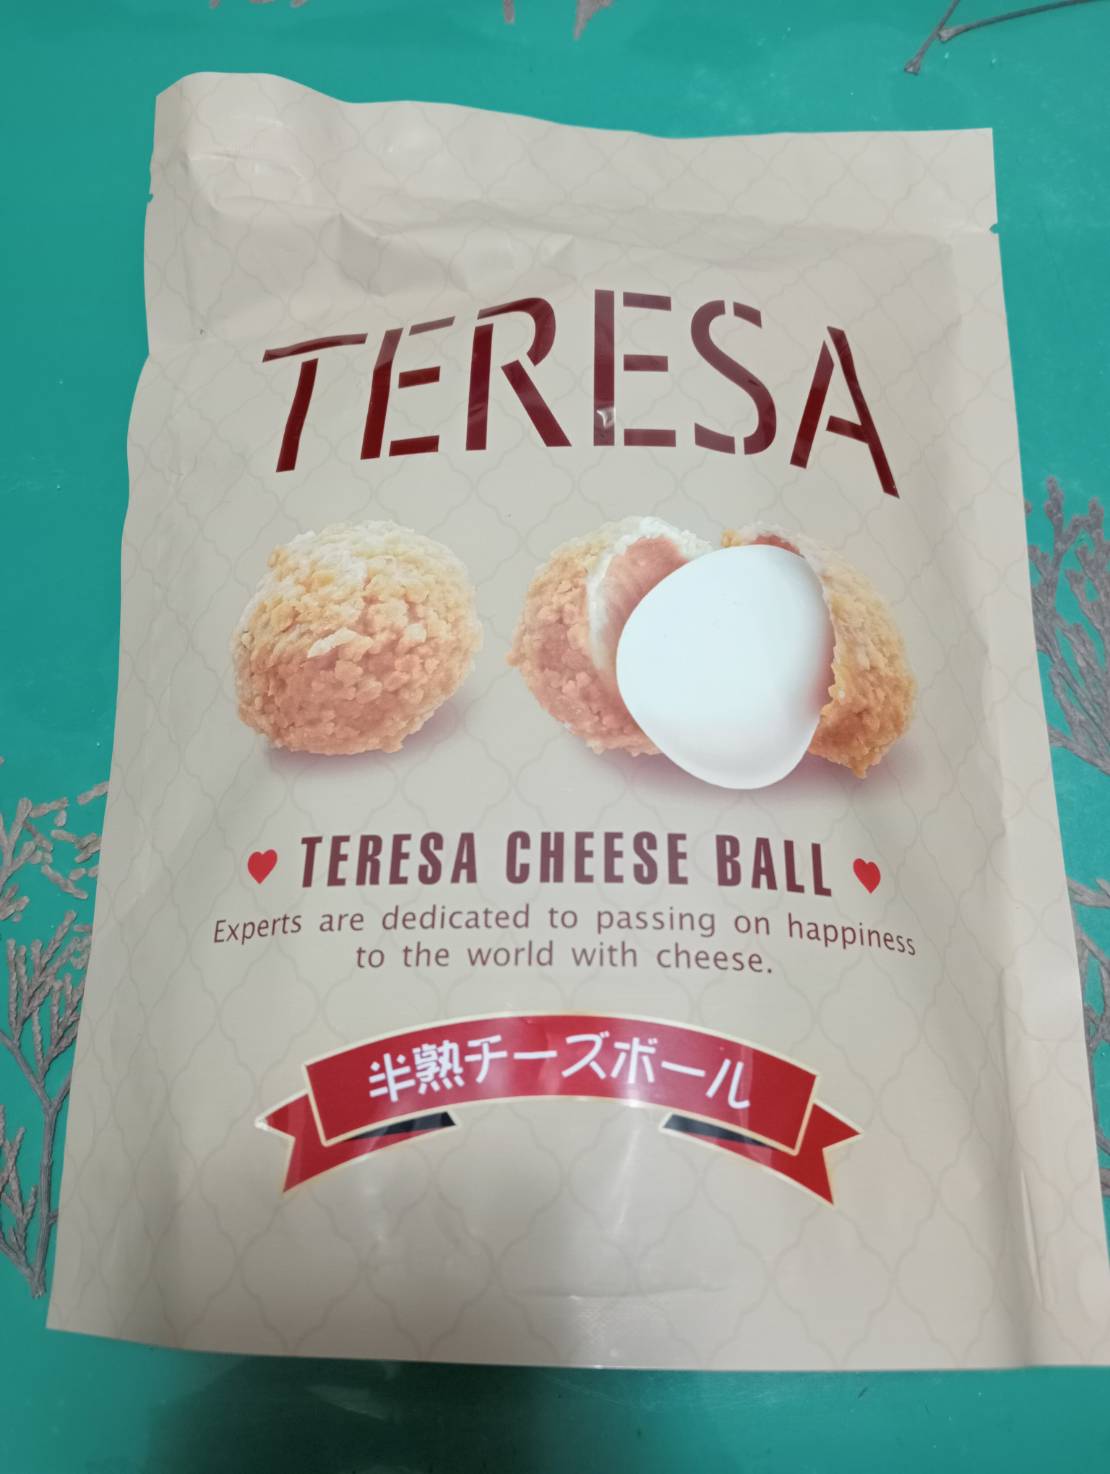 TERESA
TERESA CHEESE BALL
Experts are dedicated to passing on happiness
to the world with cheese.
半熟チーズボール